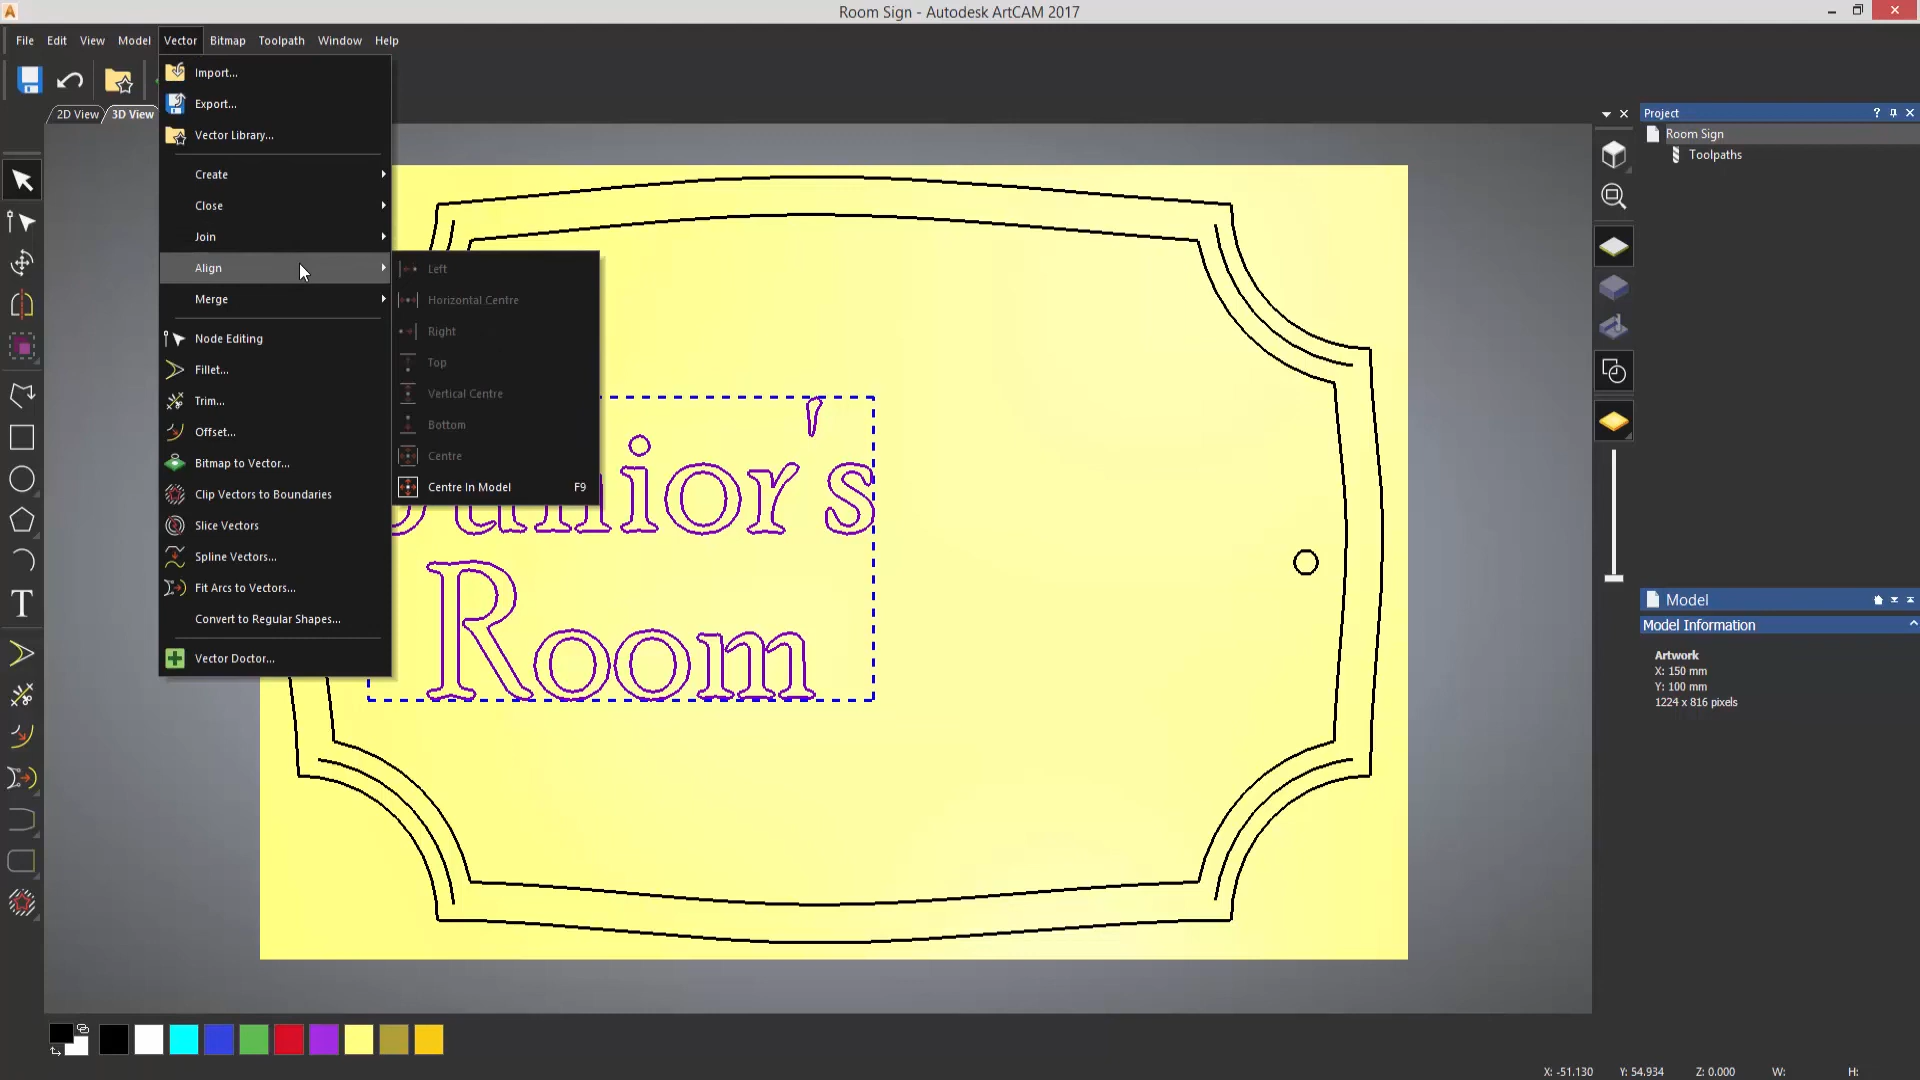 Room Sign - Autodesk ArtCAM 2017
File Edit View Model Vector Bitmap Toolpath Window Help
2D View 3D View
Import...
Export...
Vector Library...
Create
Close
Join
Align
Merge
Node Editing
Fillet...
Trim...
Offset...
Bitmap to Vector...
Clip Vectors to Boundaries
Slice Vectors
Spline Vectors...
Fit Arcs to Vectors...
Convert to Regular Shapes...
Vector Doctor...
Left
Horizontal Centre
Right
Top
Vertical Centre
Bottom
Centre
Centre In Model F9
Room
Project
Room Sign
Toolpaths
Model
Model Information
Artwork
X: 150 mm
Y: 100 mm
1224 x 816 pixels
X: -51.130 Y: 54.934 Z: 0.000 W: H: